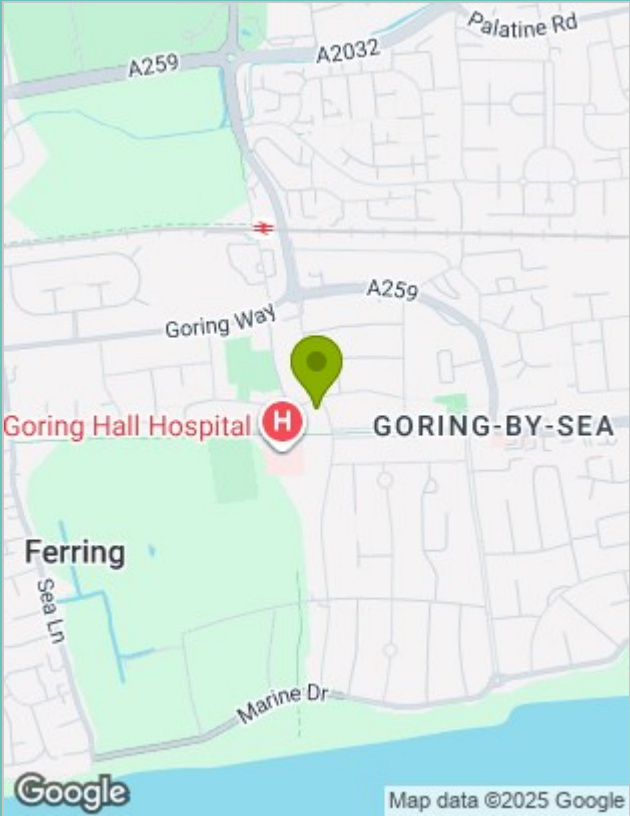 Palatine Rd
A2032
A259
A259
Goring Way
Goring Hall Hospital
H
GORING-BY-SEA
Ferring
Sea Ln
Marine Dr
Google
Map data ©2025 Google